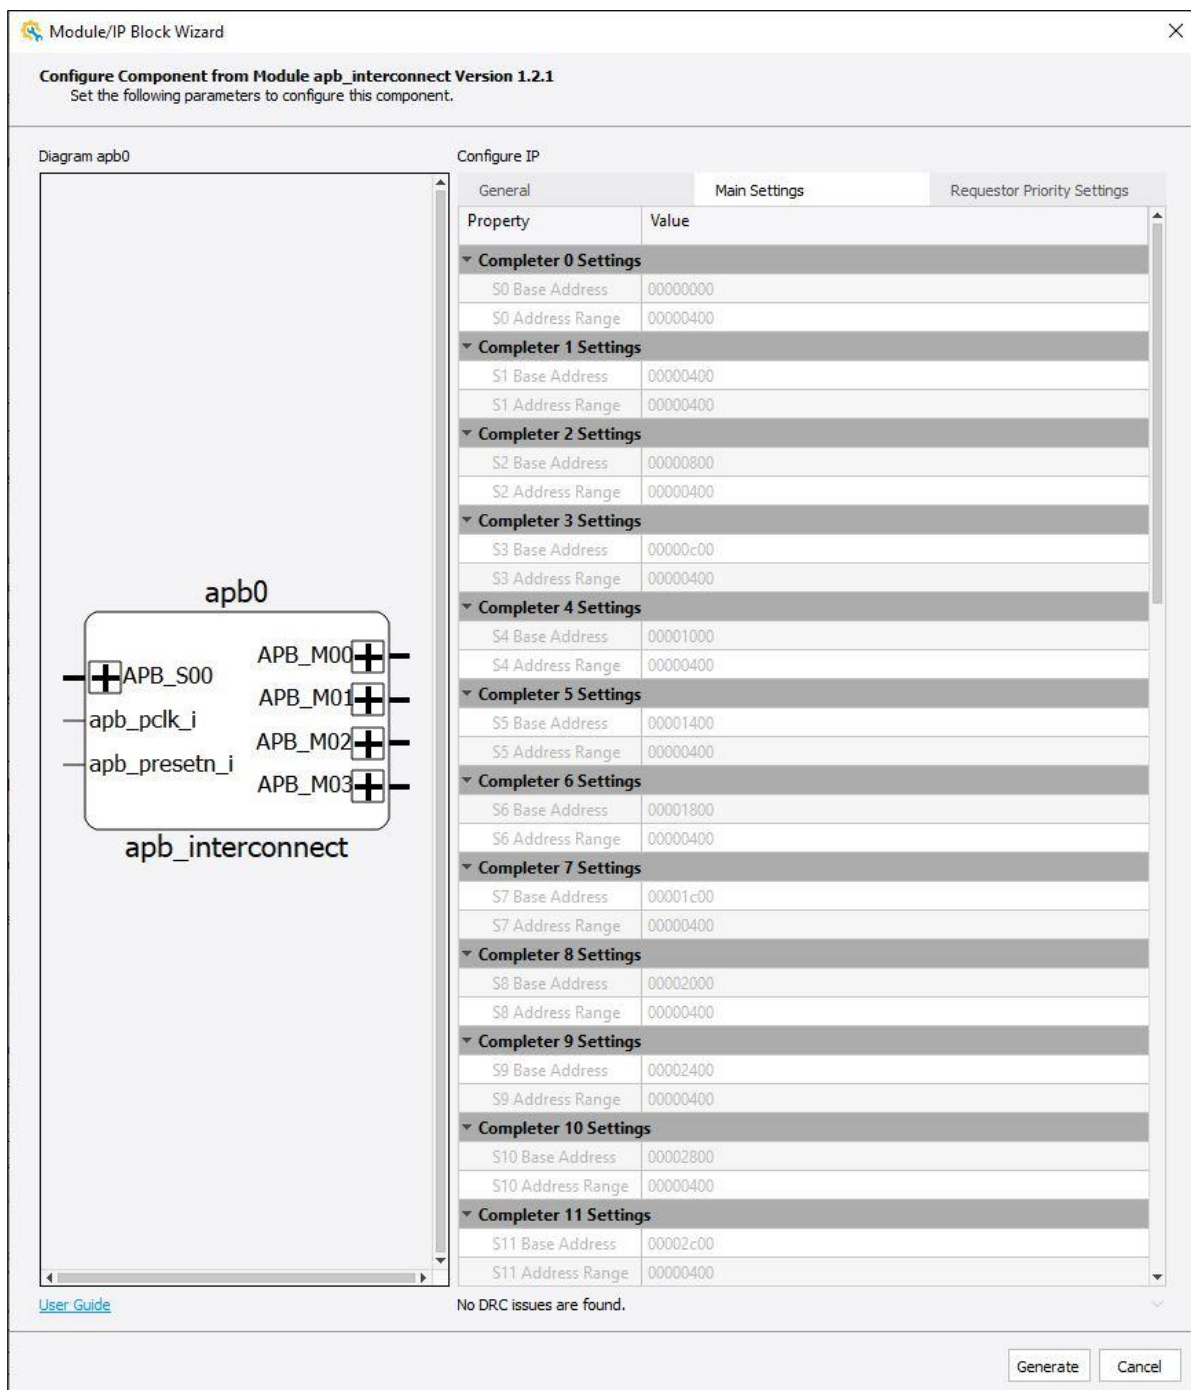 Module/IP Block Wizard
Configure Component from Module apb_interconnect Version 1.2.1
Set the following parameters to configure this component.
Diagram apb0
apb0
APB_S00
apb_pclk_i
apb_presetn_i
APB_M00
APB_M01
APB_M02
APB_M03
apb_interconnect
User Guide
Configure IP
General Main Settings Requestor Priority Settings
Property Value
Completer 0 Settings
S0 Base Address 00000000
S0 Address Range 00000400
Completer 1 Settings
S1 Base Address 00000400
S1 Address Range 00000400
Completer 2 Settings
S2 Base Address 00000800
S2 Address Range 00000400
Completer 3 Settings
S3 Base Address 00000c00
S3 Address Range 00000400
Completer 4 Settings
S4 Base Address 00001000
S4 Address Range 00000400
Completer 5 Settings
S5 Base Address 00001400
S5 Address Range 00000400
Completer 6 Settings
S6 Base Address 00001800
S6 Address Range 00000400
Completer 7 Settings
S7 Base Address 00001c00
S7 Address Range 00000400
Completer 8 Settings
S8 Base Address 00002000
S8 Address Range 00000400
Completer 9 Settings
S9 Base Address 00002400
S9 Address Range 00000400
Completer 10 Settings
S10 Base Address 00002800
S10 Address Range 00000400
Completer 11 Settings
S11 Base Address 00002c00
S11 Address Range 00000400
No DRC issues are found.
Generate Cancel